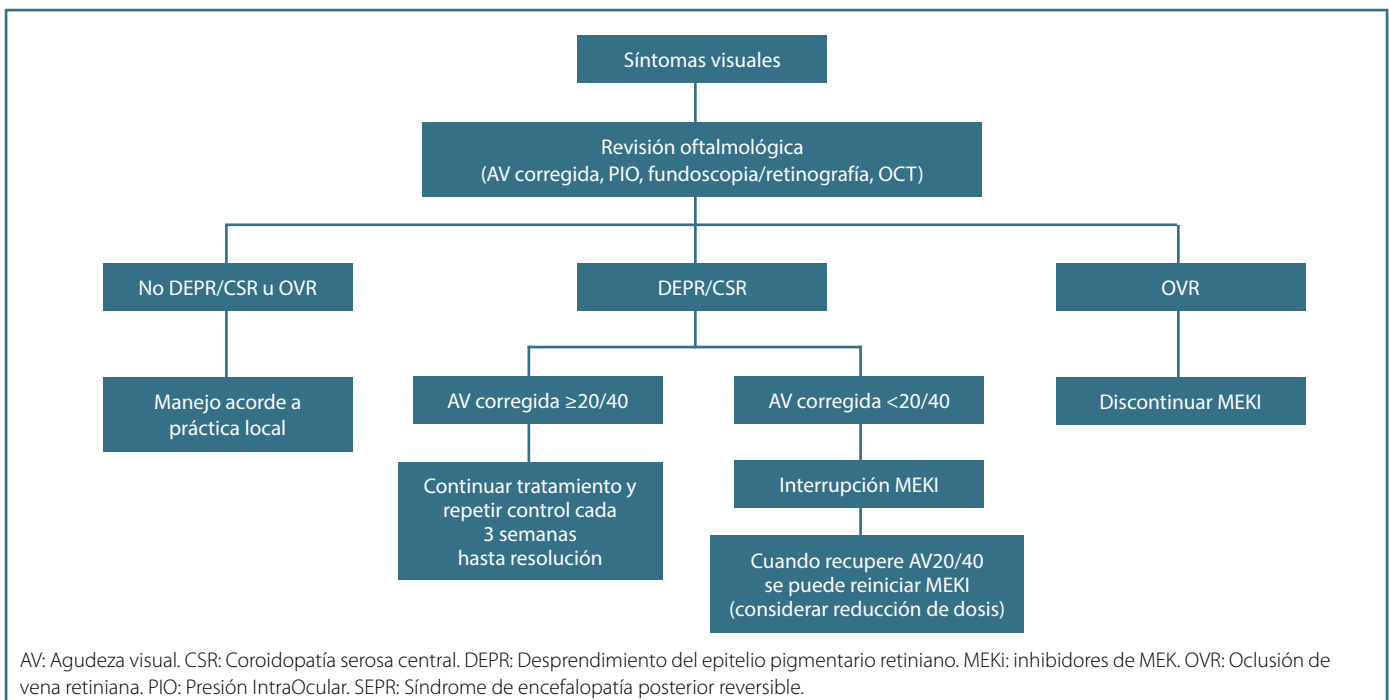 Síntomas visuales
Revisión oftalmológica
(AV corregida, PIO, fundoscopia/retinografía, OCT)
No DEPR/CSR u OVR
DEPR/CSR
OVR
Manejo acorde a
práctica local
AV corregida ≥20/40
AV corregida <20/40
Discontinuar MEKI
Continuar tratamiento y
repetir control cada
3 semanas
hasta resolución
Interrupción MEKI
Cuando recupere AV20/40
se puede reiniciar MEKI
(considerar reducción de dosis)
AV: Agudeza visual. CSR: Coroidopatía serosa central. DEPR: Desprendimiento del epitelio pigmentario retiniano. MEKi: inhibidores de MEK. OVR: Oclusión de
vena retiniana. PIO: Presión IntraOcular. SEPR: Síndrome de encefalopatía posterior reversible.